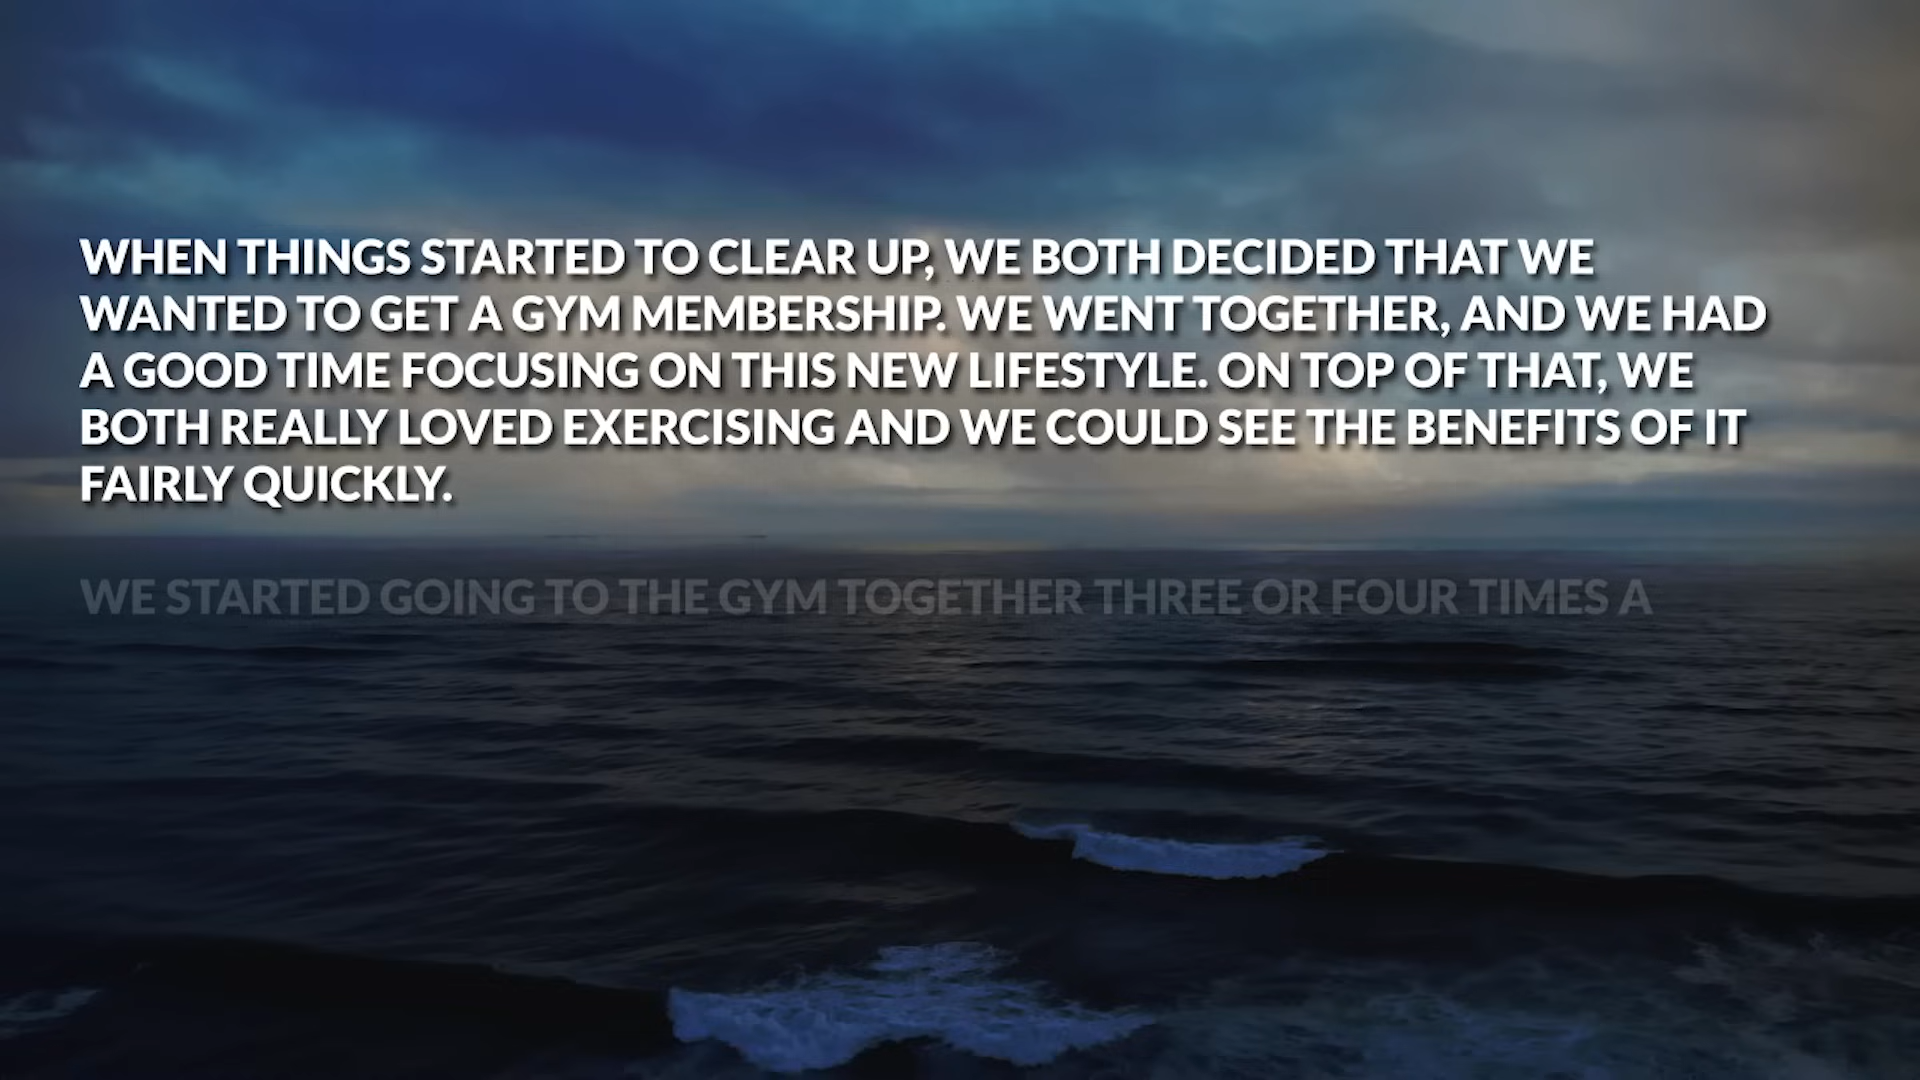 WHEN THINGS STARTED TO CLEAR UP, WE BOTH DECIDED THAT WE
WANTED TO GET A GYM MEMBERSHIP. WE WENT TOGETHER, AND WE HAD
A GOOD TIME FOCUSING ON THIS NEW LIFESTYLE. ON TOP OF THAT, WE
BOTH REALLY LOVED EXERCISING AND WE COULD SEE THE BENEFITS OF IT
FAIRLY QUICKLY.
WE STARTED GOING TO THE GYM TOGETHER THREE OR FOUR TIMES A